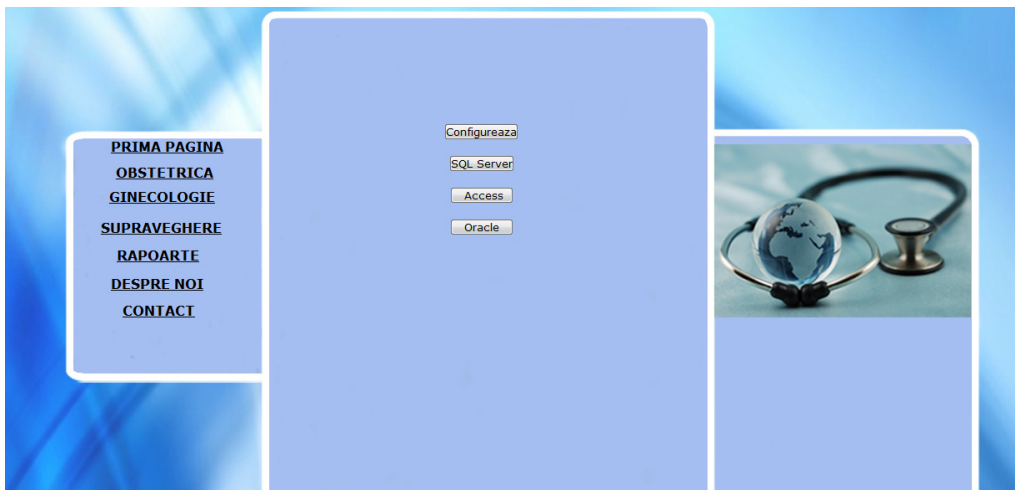 PRIMA PAGINA
OBSTETRICA
GINECOLOGIE
SUPRAVEGHERE
RAPOARTE
DESPRE NOI
CONTACT
Configureaza
SQL Server
Access
Oracle